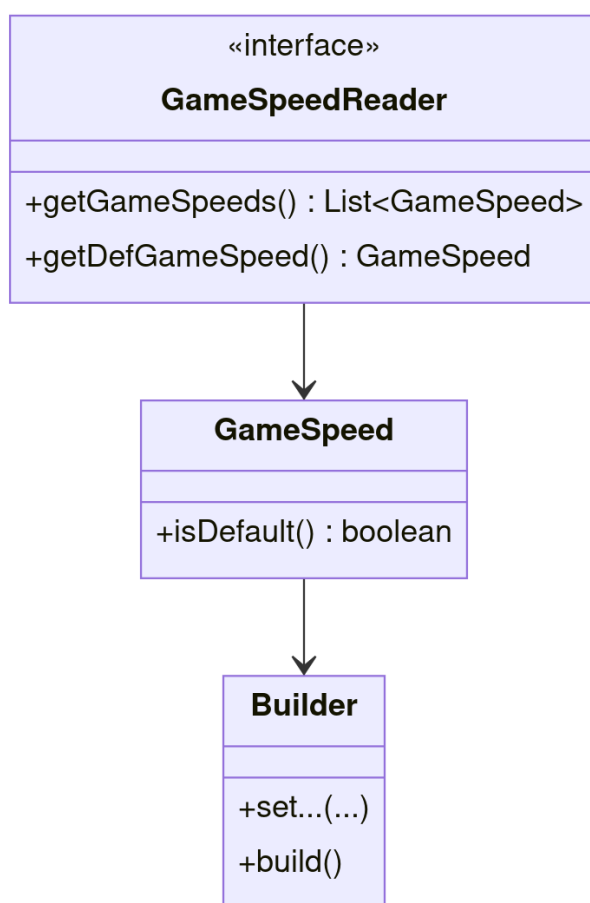 «interface»
GameSpeedReader
+getGameSpeeds() : List<GameSpeed>
+getDefGameSpeed() : GameSpeed
GameSpeed
+isDefault() : boolean
Builder
+set...(...)
+build()